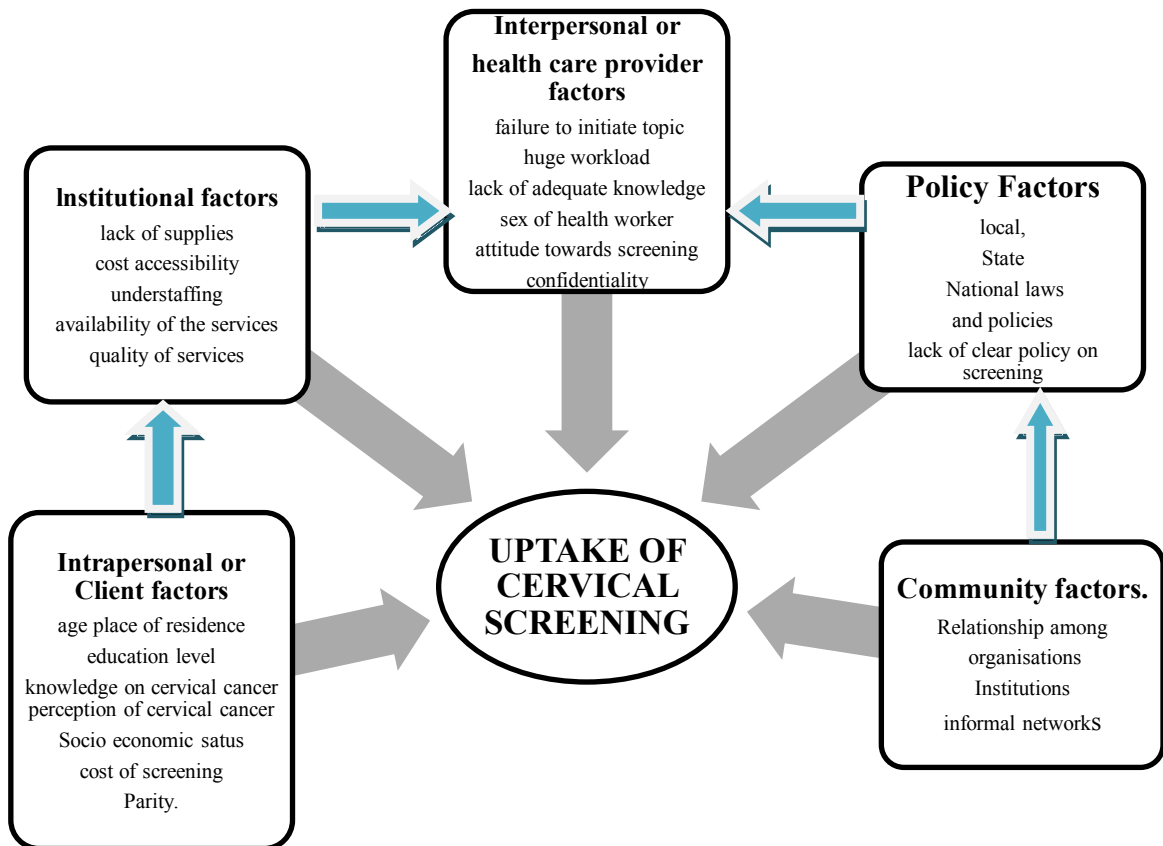 Interpersonal or
health care provider
factors
failure to initiate topic
huge workload
lack of adequate knowledge
sex of health worker
attitude towards screening
confidentiality
Institutional factors
lack of supplies
cost accessibility
understaffing
availability of the services
quality of services
Policy Factors
local,
State
National laws
and policies
lack of clear policy on
screening
UPTAKE OF
CERVICAL
SCREENING
Intrapersonal or
Client factors
age place of residence
education level
knowledge on cervical cancer
perception of cervical cancer
Socio economic satus
cost of screening
Parity.
Community factors.
Relationship among
organisations
Institutions
informal networkS